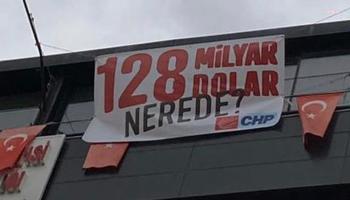 128 MİLYAR
DOLAR
NEREDE?
CHP